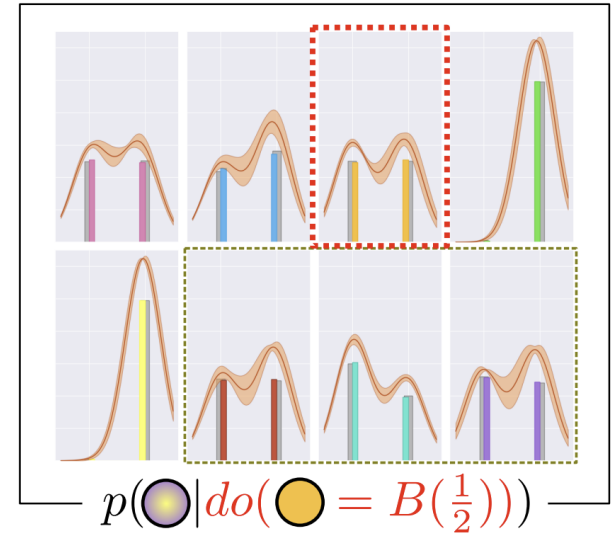 p( | do( = B(1/2)))